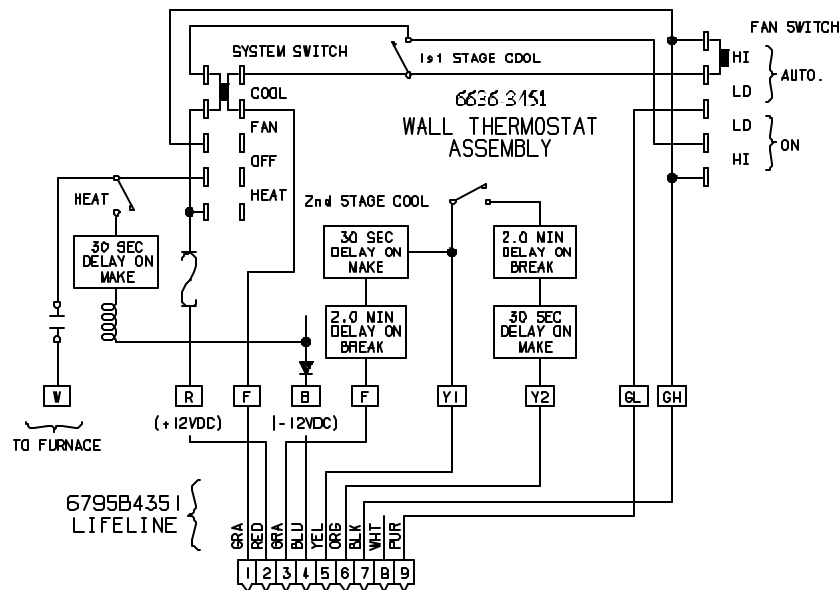 FAN SWITCH
SYSTEM SWITCH
1st STAGE COOL
HI
AUTO.
COOL
6636-3451
LO
FAN
WALL THERMOSTAT
ASSEMBLY
LO
ON
OFF
HI
HEAT
HEAT
2nd STAGE COOL
30 SEC
DELAY ON
MAKE
30 SEC
DELAY ON
MAKE
2.0 MIN
DELAY ON
BREAK
2.0 MIN
DELAY ON
BREAK
30 SEC
DELAY ON
MAKE
W
R
F
B
F
Y1
Y2
GL
GH
(+12VDC)
(-12VDC)
TO FURNACE
6795B4351
LIFELINE
GRA
RED
GRA
BLU
YEL
ORG
BLK
WHT
PUR
1
2
3
4
5
6
7
8
9